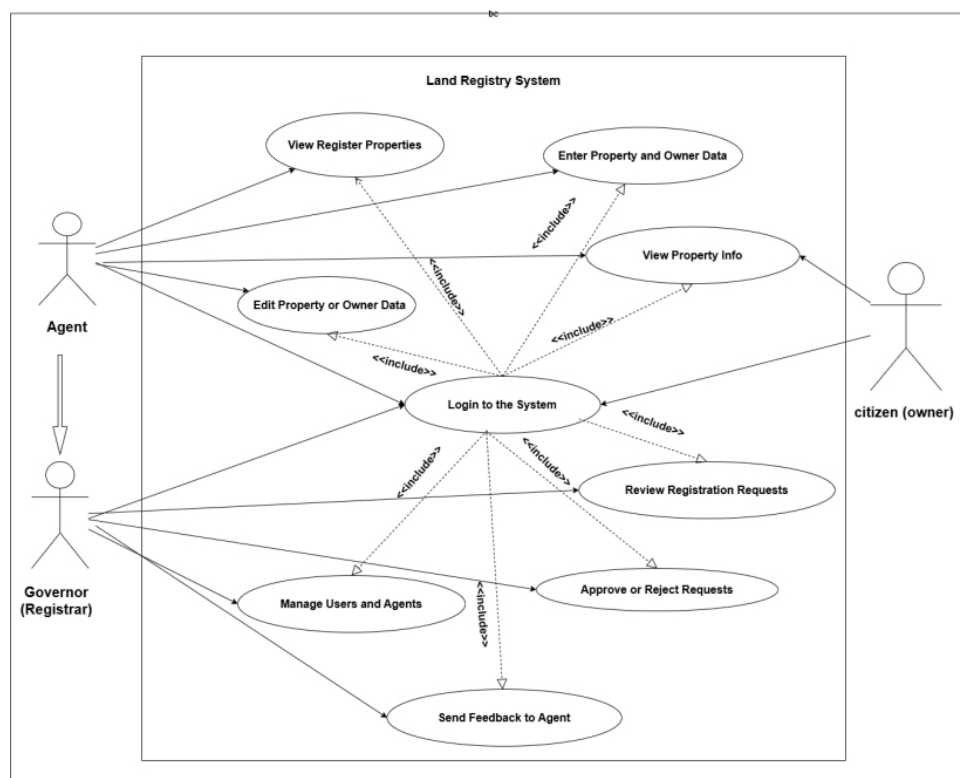 bc
Land Registry System
View Register Properties
Enter Property and Owner Data
<<include>>
View Property Info
<<include>>
Edit Property or Owner Data
<<include>>
Agent
<<include>>
Login to the System
citizen (owner)
<<include>>
<<include>>
<<include>>
Review Registration Requests
Governor
(Registrar)
Manage Users and Agents
Approve or Reject Requests
<<include>>
Send Feedback to Agent